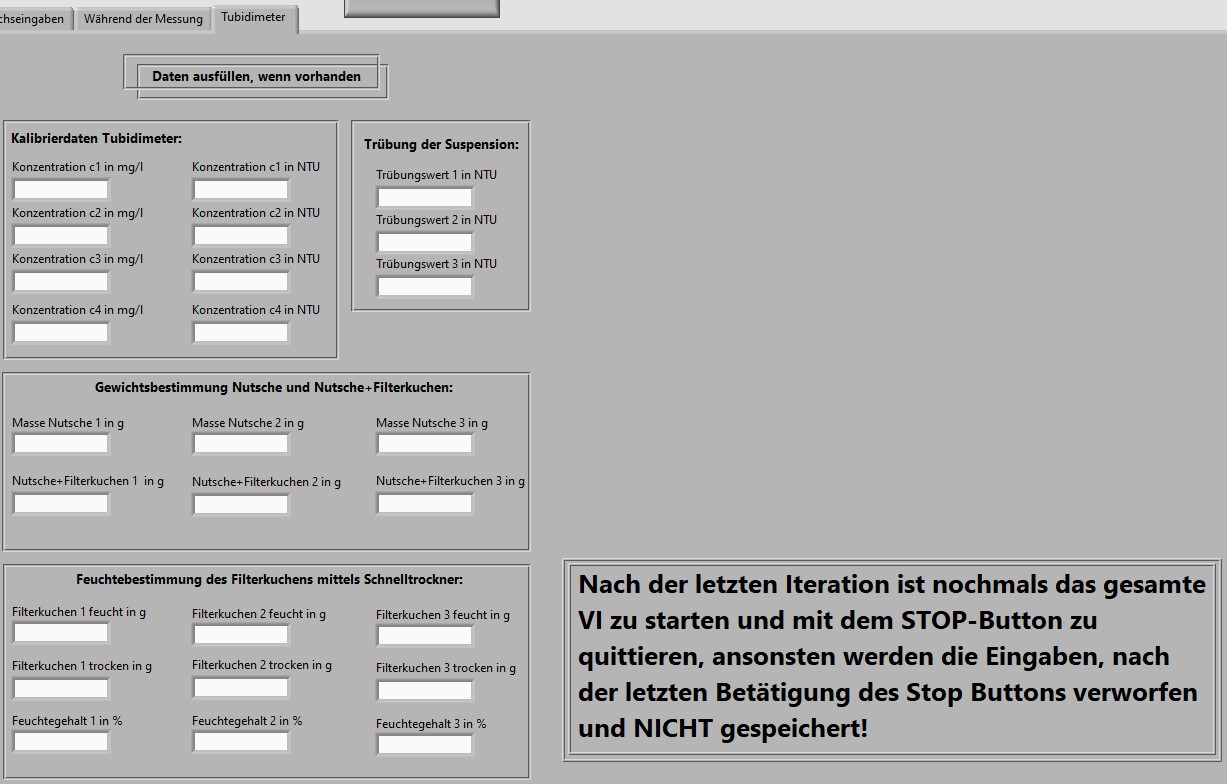 chseingaben Während der Messung Tubidimeter
Daten ausfüllen, wenn vorhanden
Kalibrierdaten Tubidimeter:
Konzentration c1 in mg/l Konzentration c1 in NTU
Konzentration c2 in mg/l Konzentration c2 in NTU
Konzentration c3 in mg/l Konzentration c3 in NTU
Konzentration c4 in mg/l Konzentration c4 in NTU
Trübung der Suspension:
Trübungswert 1 in NTU
Trübungswert 2 in NTU
Trübungswert 3 in NTU
Gewichtsbestimmung Nutsche und Nutsche+Filterkuchen:
Masse Nutsche 1 in g Masse Nutsche 2 in g Masse Nutsche 3 in g
Nutsche+Filterkuchen 1 in g Nutsche+Filterkuchen 2 in g Nutsche+Filterkuchen 3 in g
Feuchtebestimmung des Filterkuchens mittels Schnelltrockner:
Filterkuchen 1 feucht in g Filterkuchen 2 feucht in g Filterkuchen 3 feucht in g
Filterkuchen 1 trocken in g Filterkuchen 2 trocken in g Filterkuchen 3 trocken in g
Feuchtegehalt 1 in % Feuchtegehalt 2 in % Feuchtegehalt 3 in %
Nach der letzten Iteration ist nochmals das gesamte
VI zu starten und mit dem STOP-Button zu
quittieren, ansonsten werden die Eingaben, nach
der letzten Betätigung des Stop Buttons verworfen
und NICHT gespeichert!